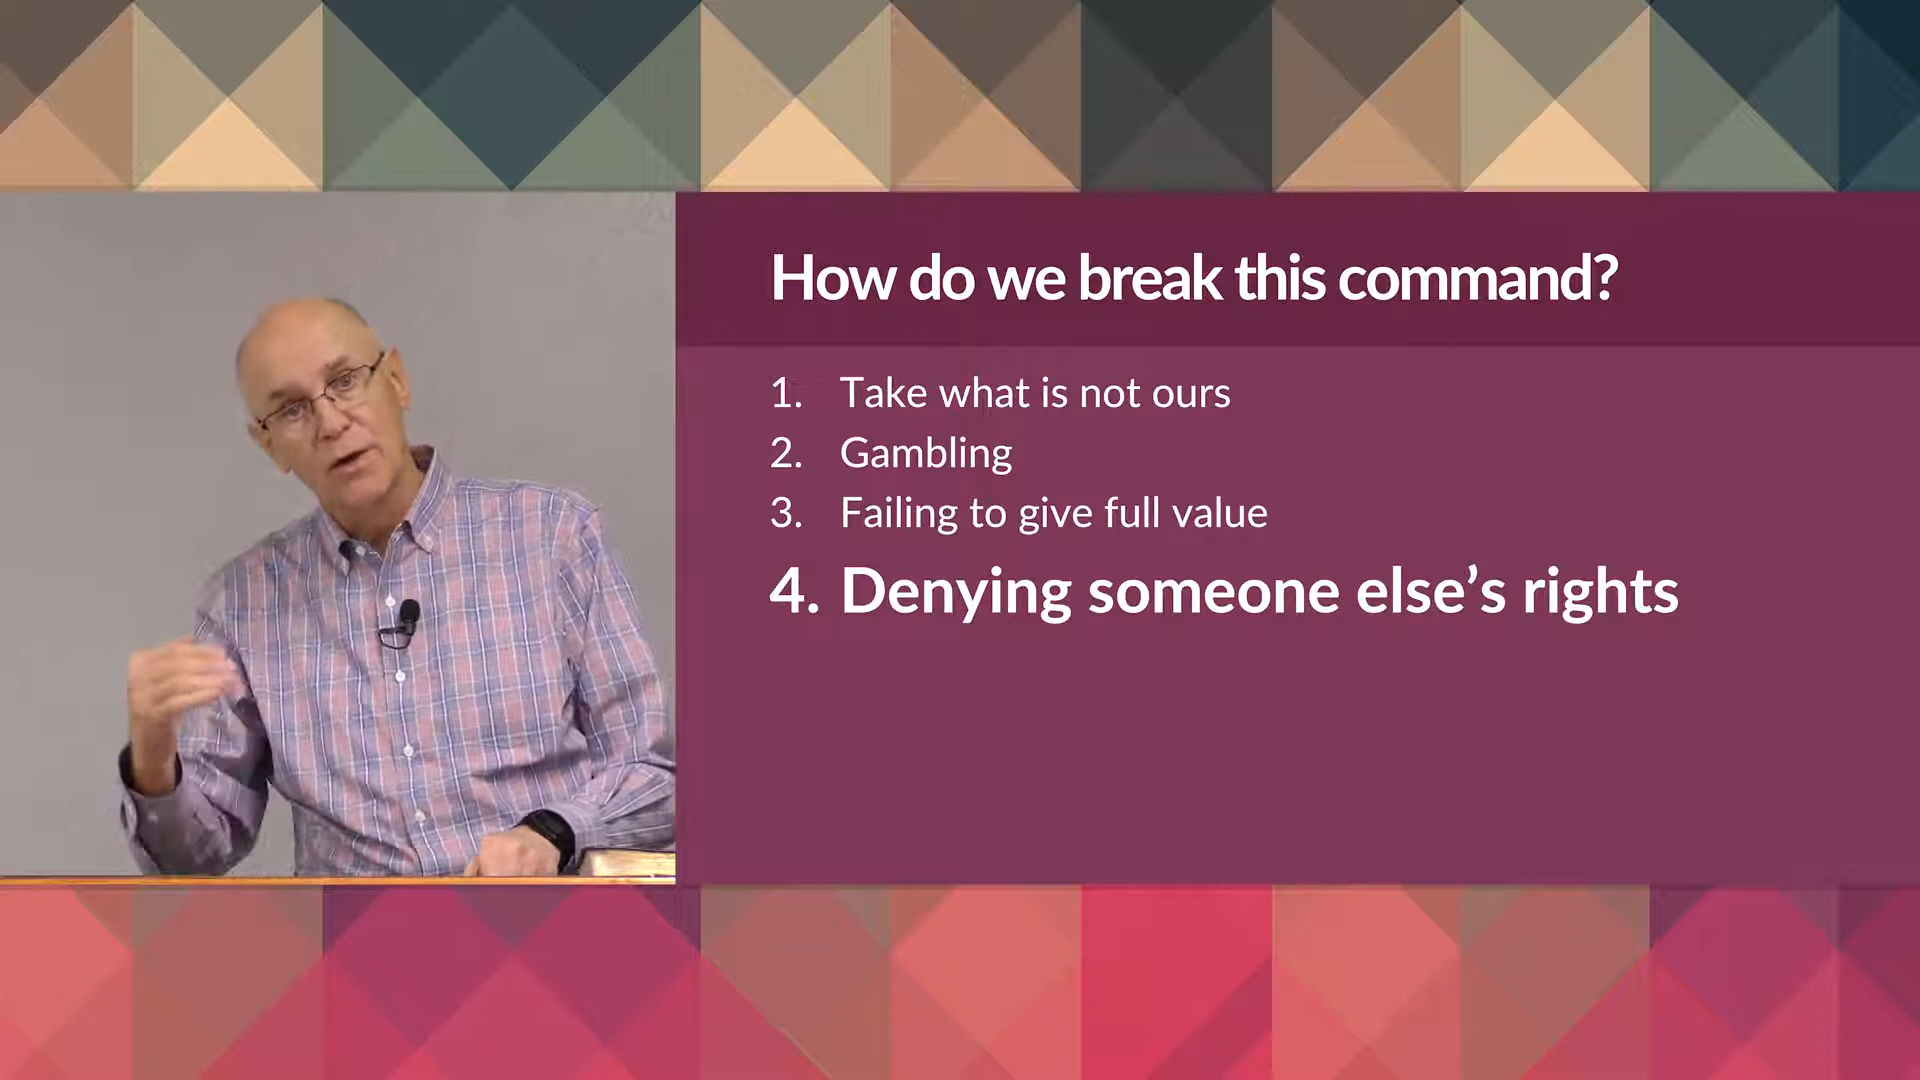 How do we break this command?
1. Take what is not ours
2. Gambling
3. Failing to give full value
4. Denying someone else’s rights